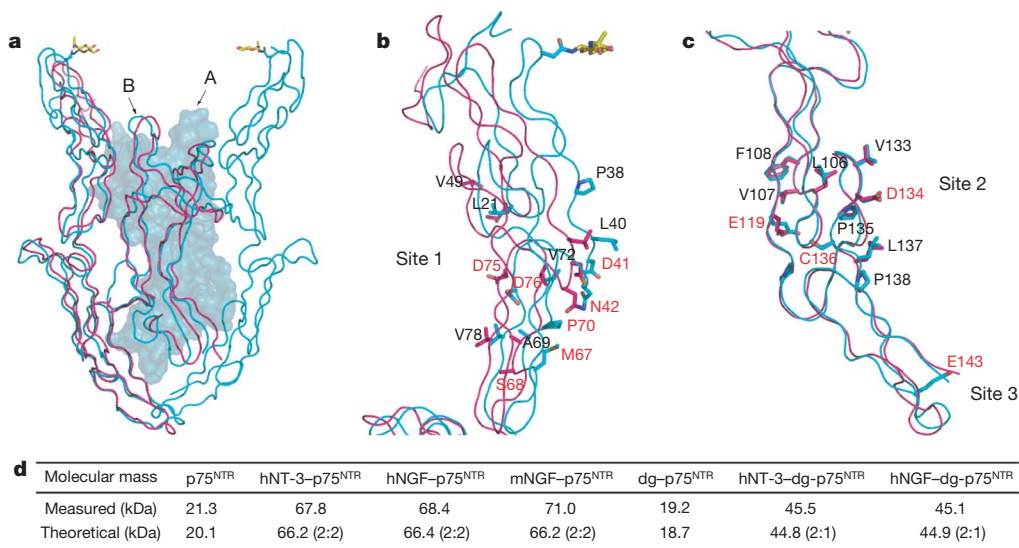 a
B
A
b
P38
V49
L21
L40
Site 1
D75
D76
V72
D41
N42
P70
V78
A69
M67
S68
c
V133
F108
L106
Site 2
V107
D134
E119
P135
C136
L137
P138
E143
Site 3
d
Molecular mass p75NTR hNT-3–p75NTR hNGF–p75NTR mNGF–p75NTR dg–p75NTR hNT-3–dg-p75NTR hNGF–dg-p75NTR
Measured (kDa) 21.3 67.8 68.4 71.0 19.2 45.5 45.1
Theoretical (kDa) 20.1 66.2 (2:2) 66.4 (2:2) 66.2 (2:2) 18.7 44.8 (2:1) 44.9 (2:1)